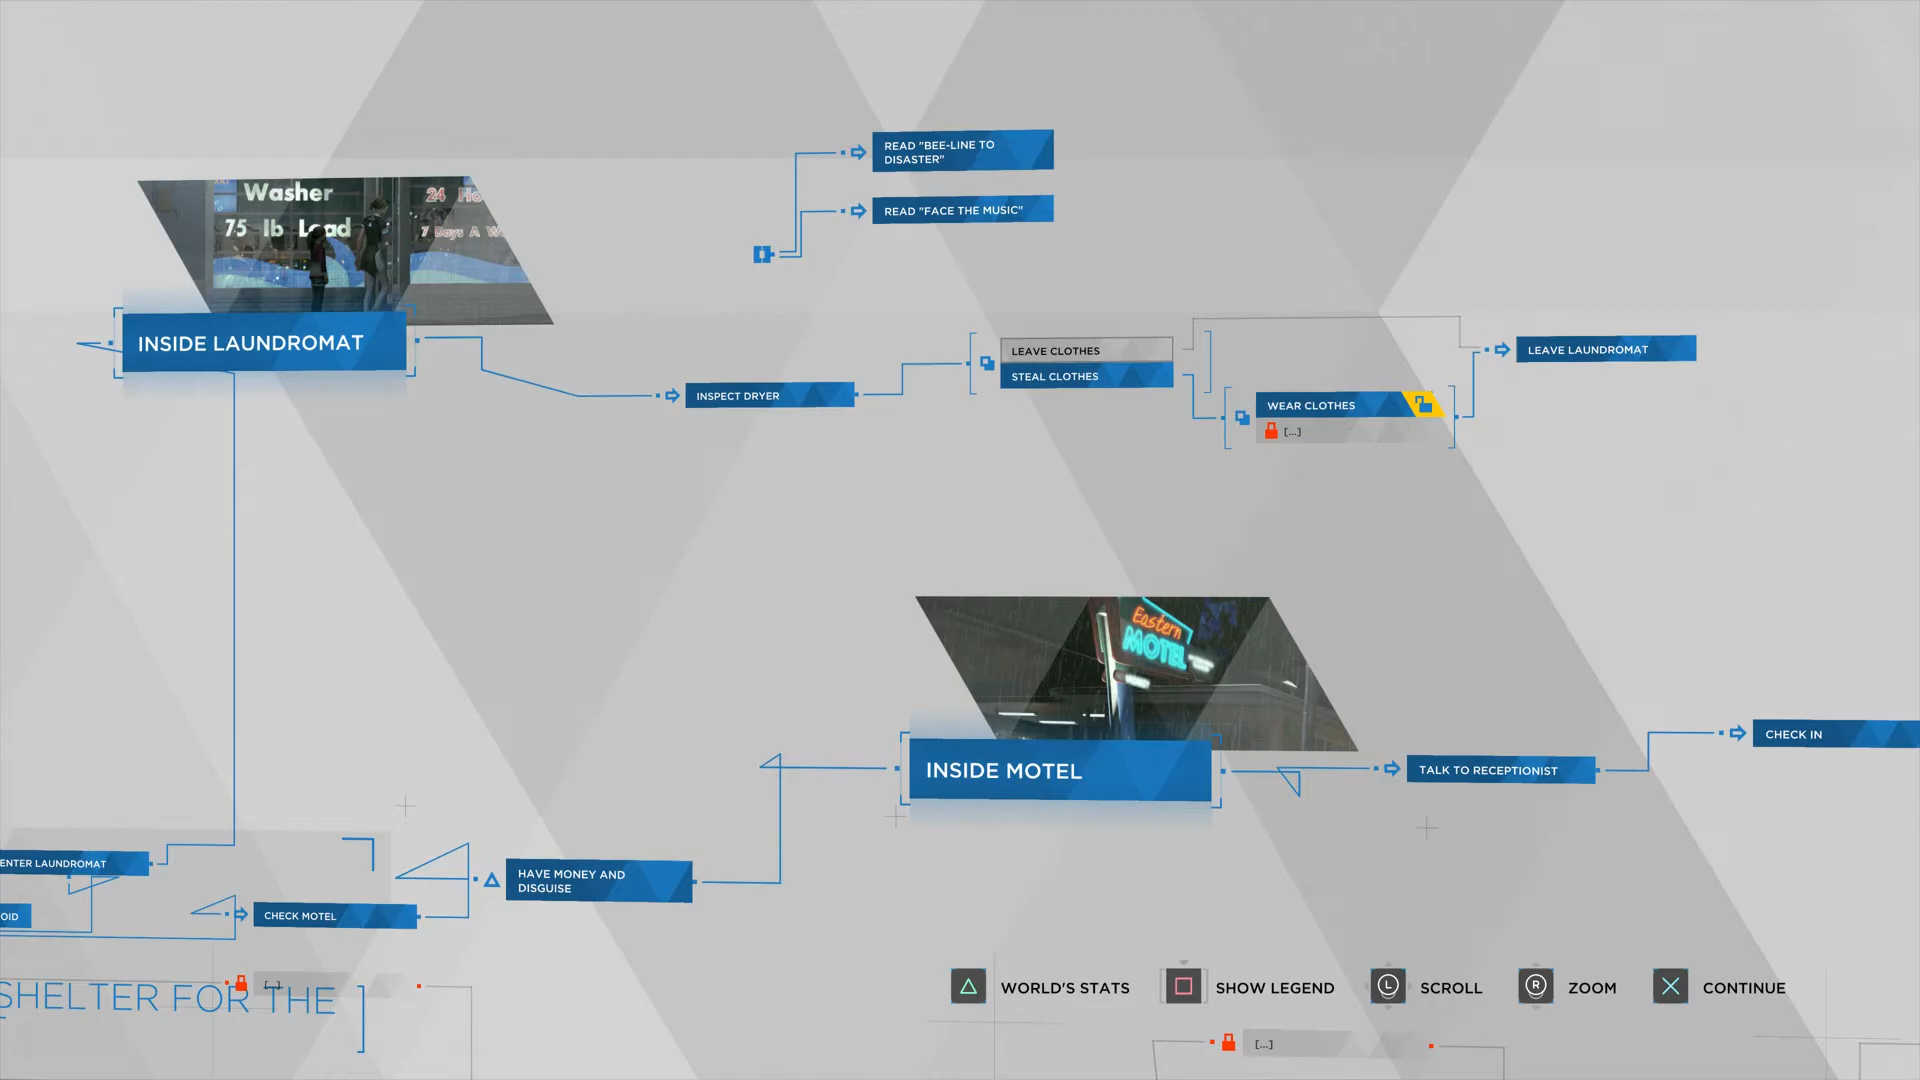 READ "BEE-LINE TO
DISASTER"
READ "FACE THE MUSIC"
Washer
75 lb Load
24 Ho
7 Days A W
INSIDE LAUNDROMAT
INSPECT DRYER
LEAVE CLOTHES
STEAL CLOTHES
WEAR CLOTHES
[...]
LEAVE LAUNDROMAT
Eastern
MOTEL
INSIDE MOTEL
TALK TO RECEPTIONIST
CHECK IN
ENTER LAUNDROMAT
OID
CHECK MOTEL
HAVE MONEY AND
DISGUISE
[...]
SHELTER FOR THE
WORLD'S STATS
SHOW LEGEND
L
SCROLL
R
ZOOM
CONTINUE
[...]